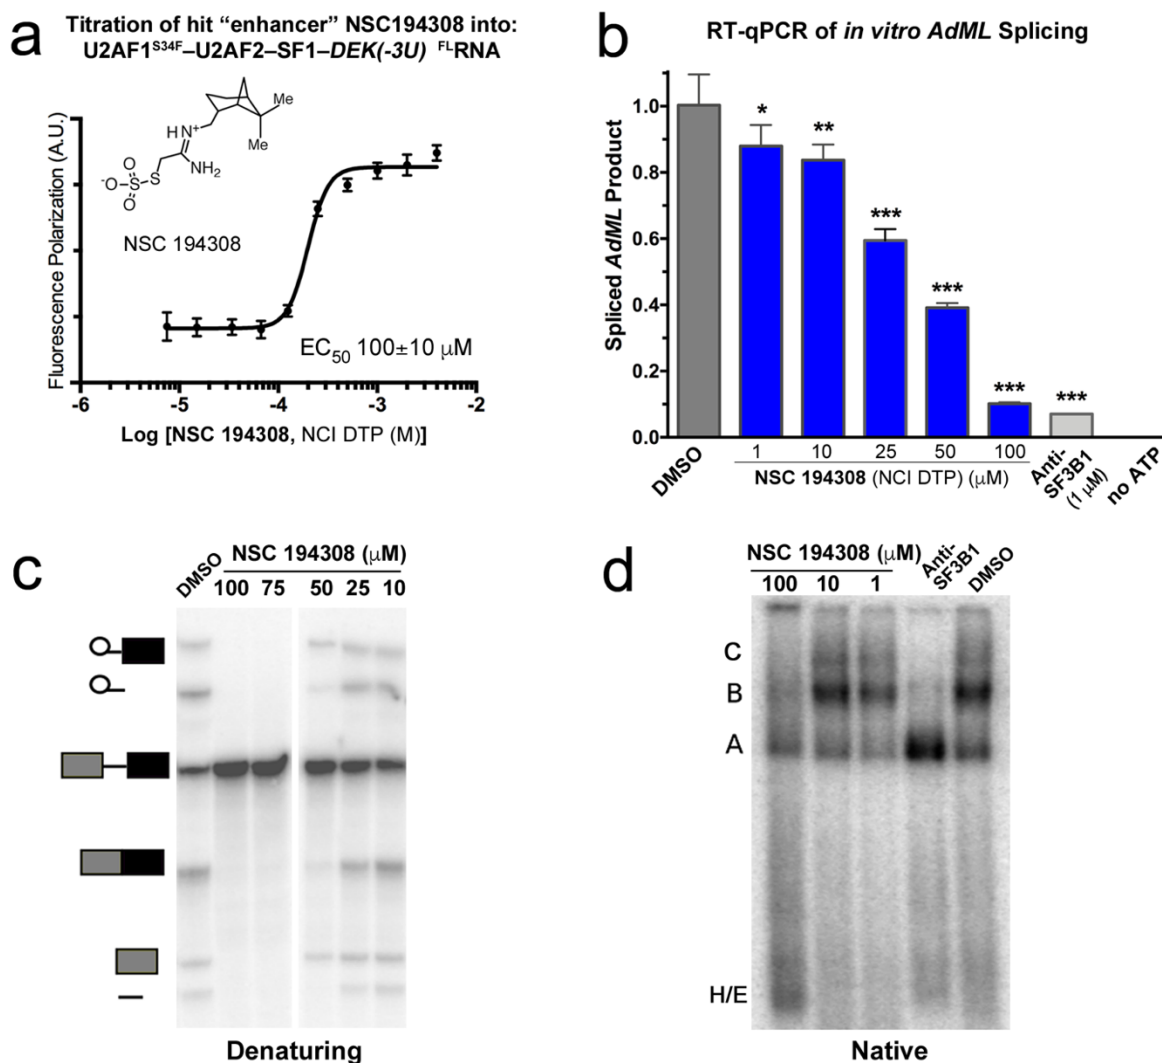 a
Titration of hit “enhancer” NSC194308 into:
U2AF1S34F–U2AF2–SF1–DEK(-3U) FLRNA
Fluorescence Polarization (A.U.)
Me
Me
H
N+
NH2
S
O
S
O
-O
NSC 194308
EC50 100±10 μM
-6
-5
-4
-3
-2
Log [NSC 194308, NCI DTP (M)]
b
RT-qPCR of in vitro AdML Splicing
Spliced AdML Product
1.0
0.8
0.6
0.4
0.2
0.0
*
**
***
***
***
***
DMSO
1
10
25
50
100
NSC 194308 (NCI DTP) (μM)
Anti-
SF3B1
(1 μM)
no ATP
c
NSC 194308 (μM)
DMSO
100
75
50
25
10
Denaturing
d
NSC 194308 (μM)
100
10
1
Anti-
SF3B1
DMSO
C
B
A
H/E
Native